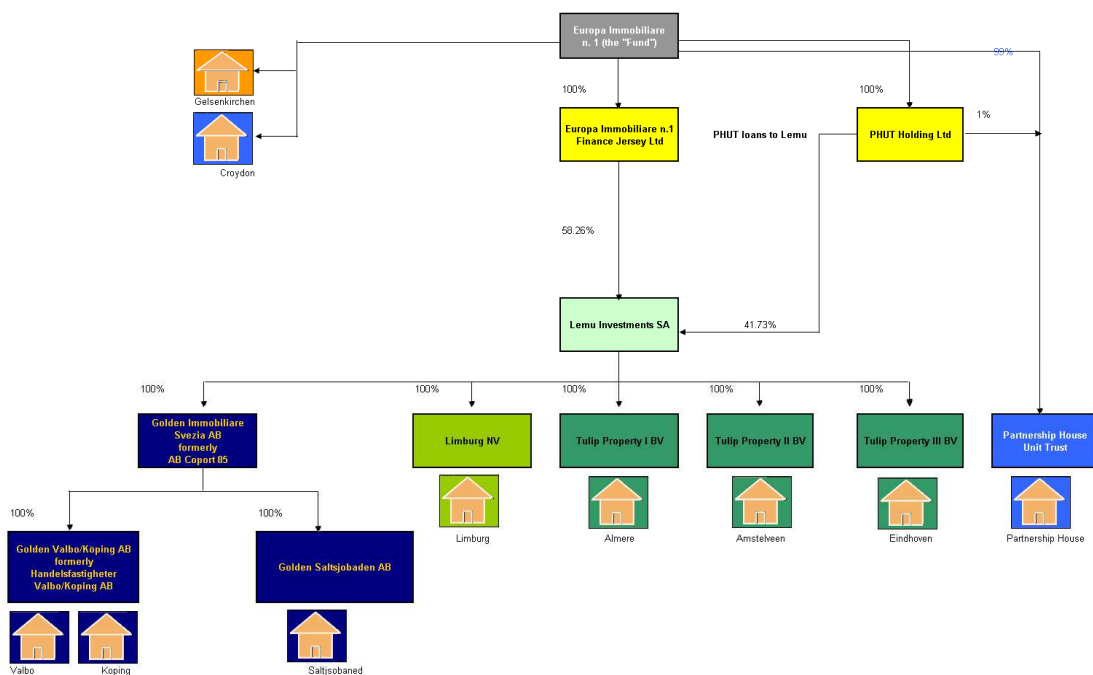 Europa Immobiliare
n. 1 (the "Fund")
99%
Gelsenkirchen
100%
100%
Croydon
Europa Immobiliare n.1
Finance Jersey Ltd
PHUT loans to Lemu
PHUT Holding Ltd
1%
58.26%
Lemu Investments SA
41.73%
100%
100%
100%
100%
100%
Golden Immobiliare
Svezia AB
formerly
AB Coport 85
Limburg NV
Tulip Property I BV
Tulip Property II BV
Tulip Property III BV
Partnership House
Unit Trust
Limburg
Almere
Amstelveen
Eindhoven
Partnership House
100%
100%
Golden Valbo/Köping AB
formerly
Handelsfastigheter
Valbo/Koping AB
Golden Saltsjobaden AB
Valbo
Koping
Saltjsobaned